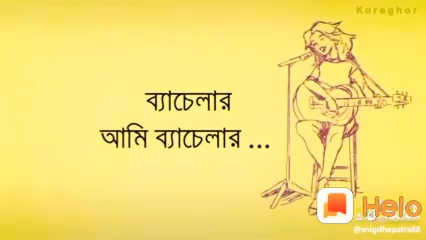 Kureghor
ব্যাচেলার
আমি ব্যাচেলার ...
Helo
@snigdhapatra88